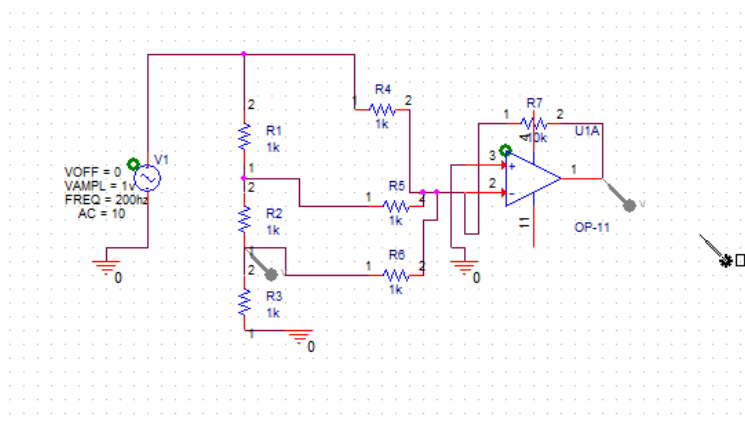 R4
1
2
1k
R7
1
2
10k
4
U1A
2
R1
1k
1
V1
VOFF = 0
VAMPL = 1v
FREQ = 200hz
AC = 10
0
3
+
2
-
1
11
OP-11
2
R2
1k
1
1
R5
2
1k
1
R6
2
1k
0
2
R3
1k
1
0
V